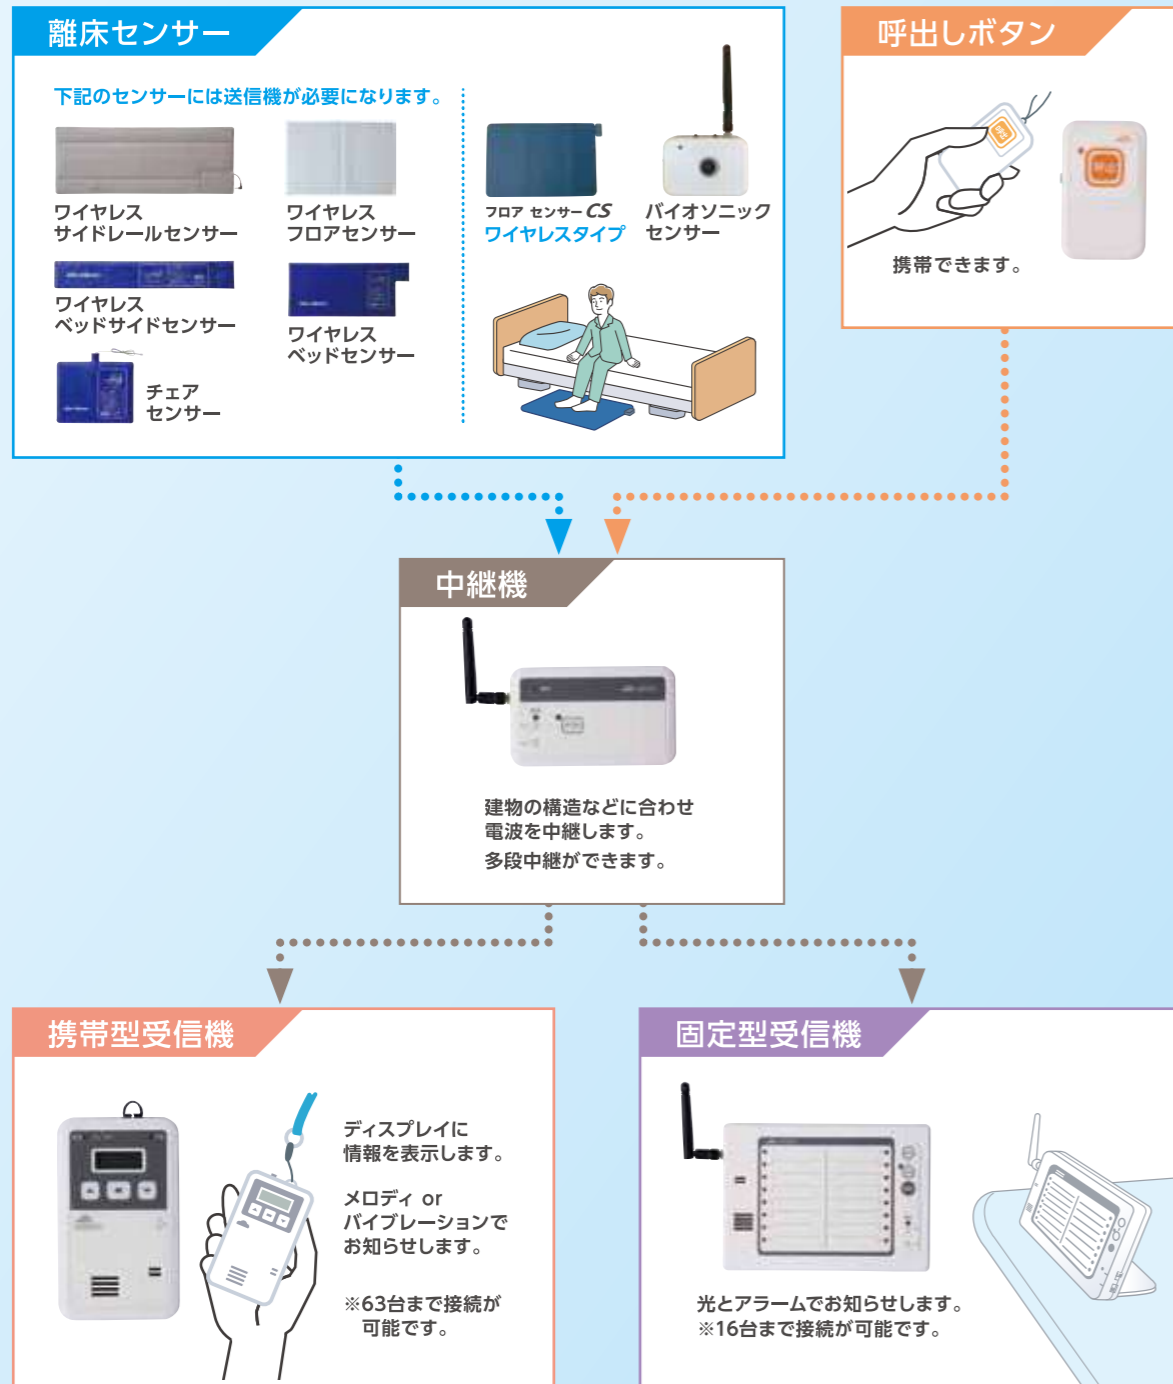 離床センサー
下記のセンサーには送信機が必要になります。
ワイヤレス
サイドレールセンサー
ワイヤレス
フロアセンサー
フロア センサー CS
ワイヤレスタイプ
バイオソニック
センサー
ワイヤレス
ベッドサイドセンサー
ワイヤレス
ベッドセンサー
チェア
センサー
呼出しボタン
呼出
呼出
携帯できます。
中継機
建物の構造などに合わせ
電波を中継します。
多段中継ができます。
携帯型受信機
ディスプレイに
情報を表示します。
メロディ or
バイブレーションで
お知らせします。
※63台まで接続が
可能です。
固定型受信機
光とアラームでお知らせします。
※16台まで接続が可能です。